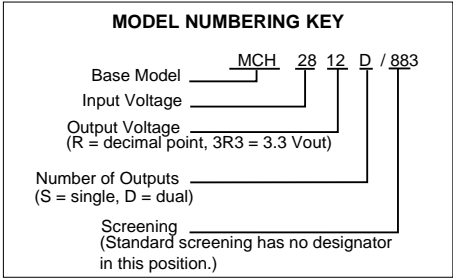 MODEL NUMBERING KEY
MCH 28 12 D / 883
Base Model
Input Voltage
Output Voltage
(R = decimal point, 3R3 = 3.3 Vout)
Number of Outputs
(S = single, D = dual)
Screening
(Standard screening has no designator
in this position.)